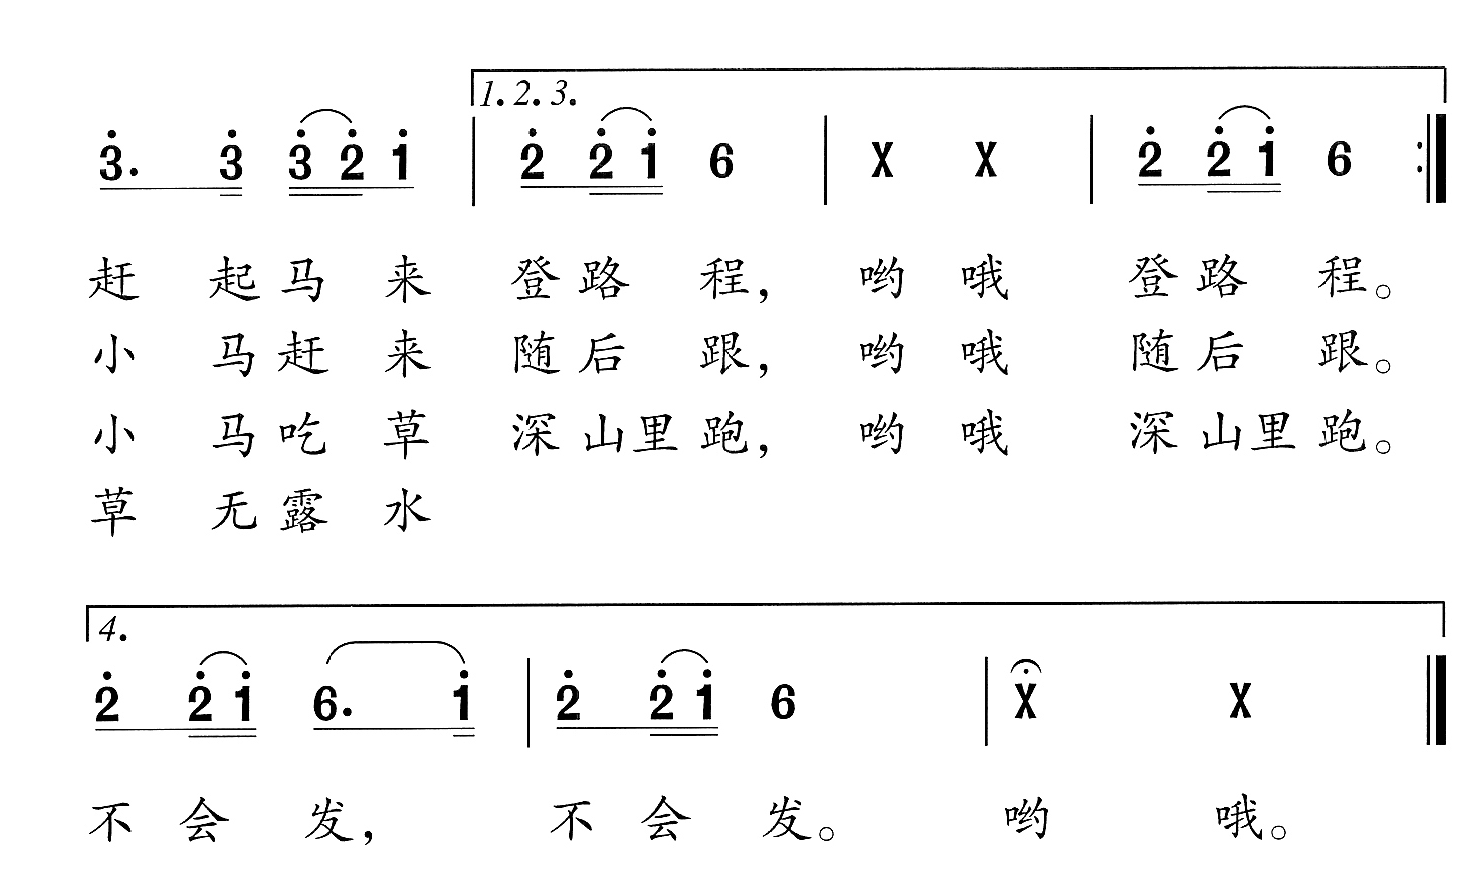 1. 2. 3.
3. 3 3 2 1 | 2 2 1 6 | X X | 2 2 1 6 :|
赶 起 马 来 登 路 程， 哟 哦 登 路 程。
小 马 赶 来 随 后 跟， 哟 哦 随 后 跟。
小 马 吃 草 深 山 里 跑， 哟 哦 深 山 里 跑。
草 无 露 水
4.
2 2 1 6. 1 | 2 2 1 6 | X X
不 会 发， 不 会 发。 哟 哦。